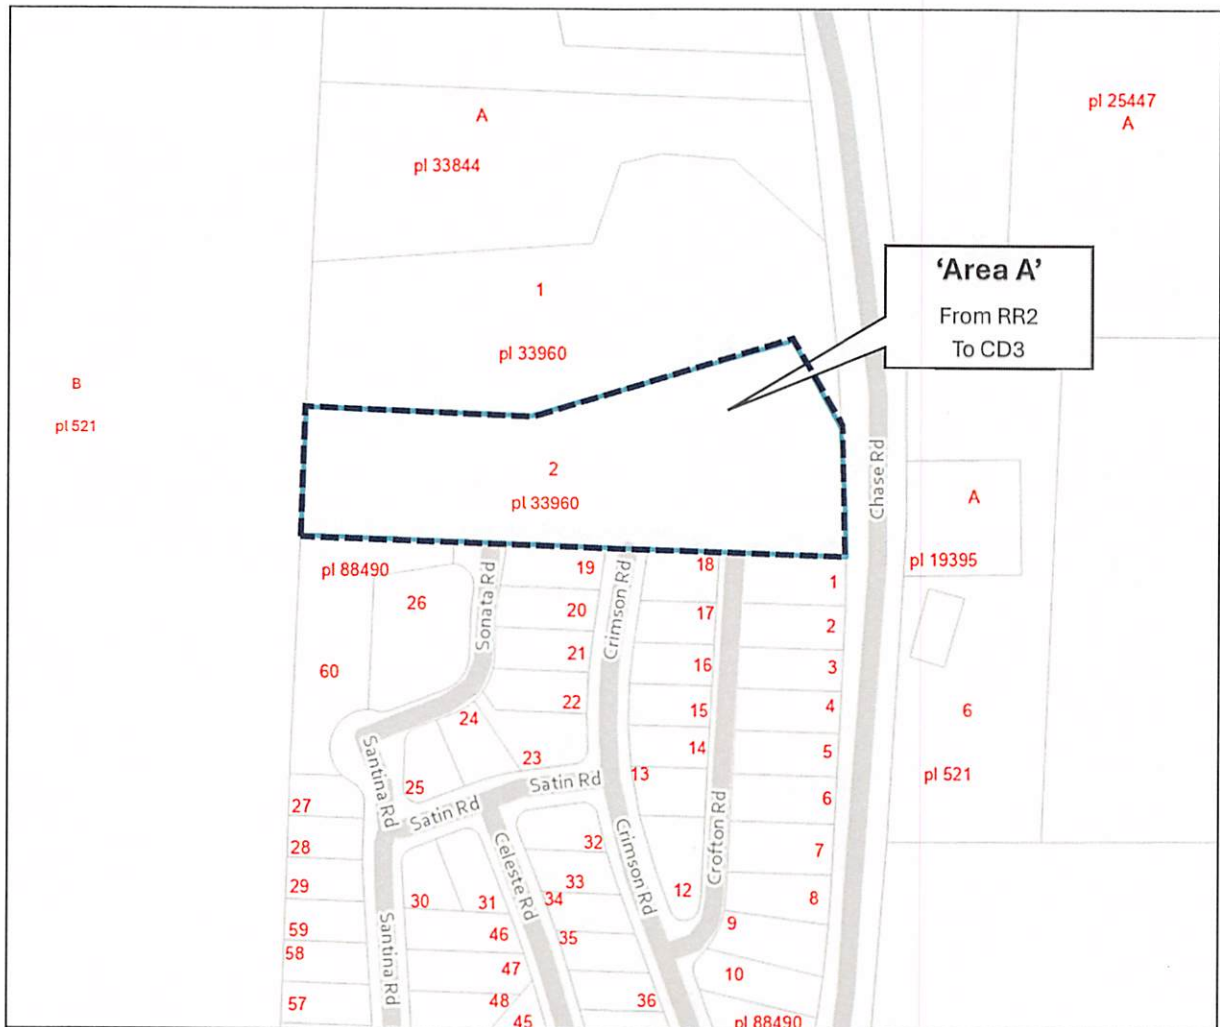 pl 25447
A
A
pl 33844
'Area A'
From RR2
To CD3
1
pl 33960
B
pl 521
2
pl 33960
Chase Rd
A
pl 19395
pl 88490
26
60
Sonata Rd
19
20
21
22
Crimson Rd
18
17
16
15
14
13
1
2
3
4
5
6
7
8
6
pl 521
24
23
25
Santina Rd
Satin Rd
Satin Rd
Crofton Rd
27
28
29
59
58
57
30
31
46
47
48
45
Celeste Rd
32
33
34
35
36
Crimson Rd
12
9
10
Santina Rd
pl 88490